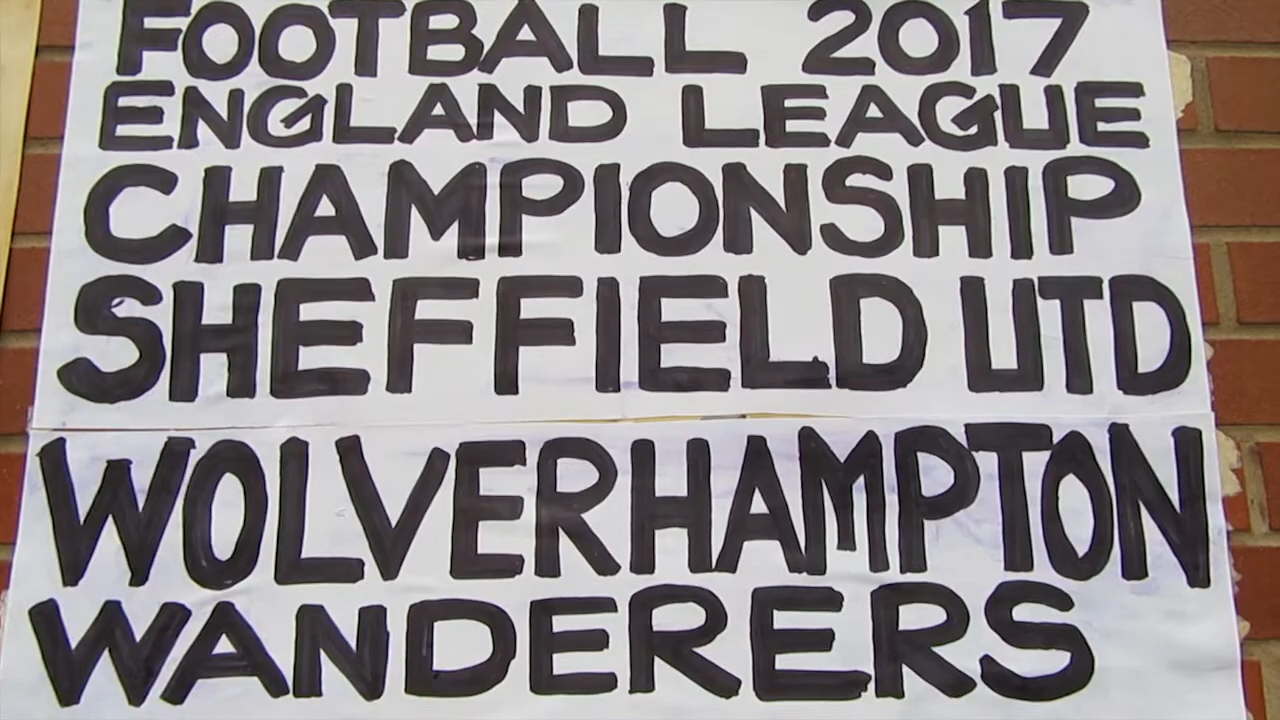 FOOTBALL 2017
ENGLAND LEAGUE
CHAMPIONSHIP
SHEFFIELD UTD
WOLVERHAMPTON
WANDERERS